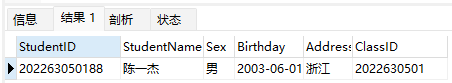 信息 结果 1 剖析 状态
StudentID StudentName Sex Birthday Address ClassID
202263050188 陈一杰 男 2003-06-01 浙江 2022630501